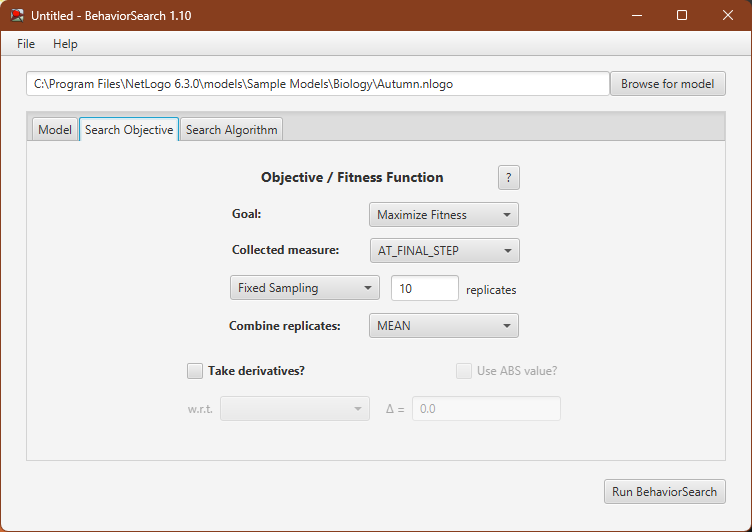 Untitled - BehaviorSearch 1.10
File Help
C:\Program Files\NetLogo 6.3.0\models\Sample Models\Biology\Autumn.nlogo Browse for model
Model Search Objective Search Algorithm
Objective / Fitness Function ?
Goal: Maximize Fitness
Collected measure: AT_FINAL_STEP
Fixed Sampling 10 replicates
Combine replicates: MEAN
Take derivatives? Use ABS value?
w.r.t. Δ = 0.0
Run BehaviorSearch